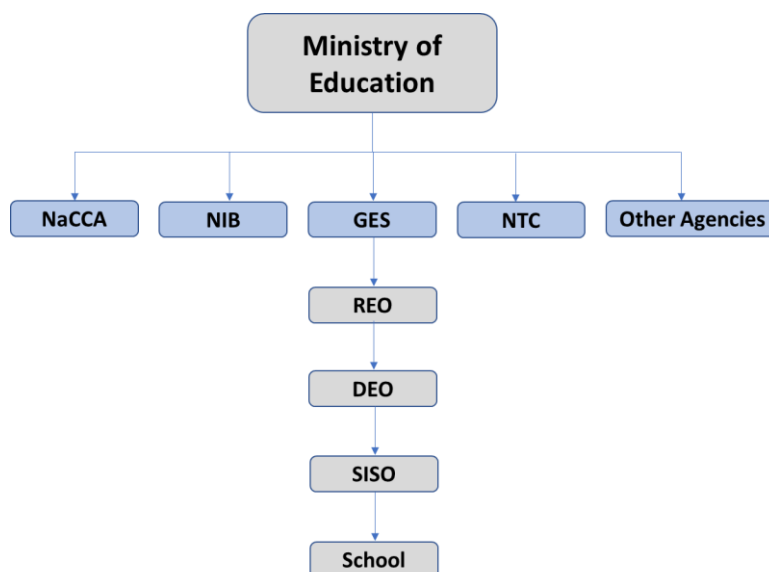 Ministry of
Education
NaCCA
NIB
GES
NTC
Other Agencies
REO
DEO
SISO
School